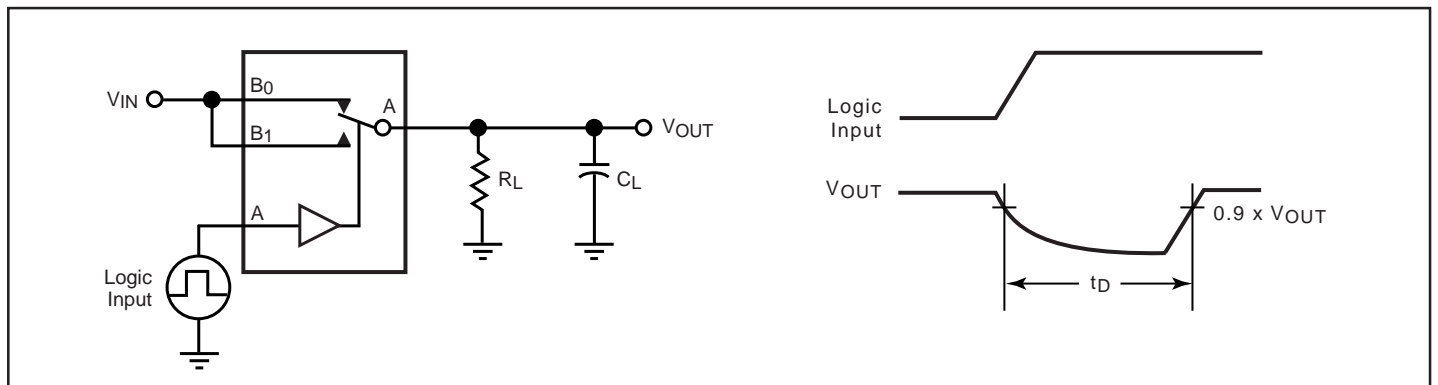 VIN
B0
A
B1
VOUT
RL
CL
A
Logic
Input
Logic
Input
VOUT
0.9 x VOUT
tD